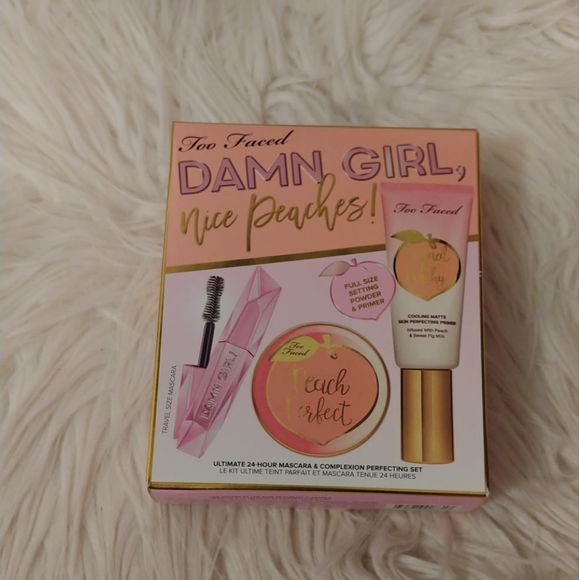 Too Faced
DAMN GIRL,
nice peaches!
Too Faced
COOLING MATTE
SKIN PERFECTING PRIMER
Infused With Peach
& Sweet Fig Milk
FULL SIZE
SETTING
POWDER
& PRIMER
TRAVEL SIZE MASCARA
DAMN GIRL!
Too
Faced
Peach
Perfect
ULTIMATE 24-HOUR MASCARA & COMPLEXION PERFECTING SET
LE KIT ULTIME TEINT PARFAIT ET MASCARA TENUE 24 HEURES